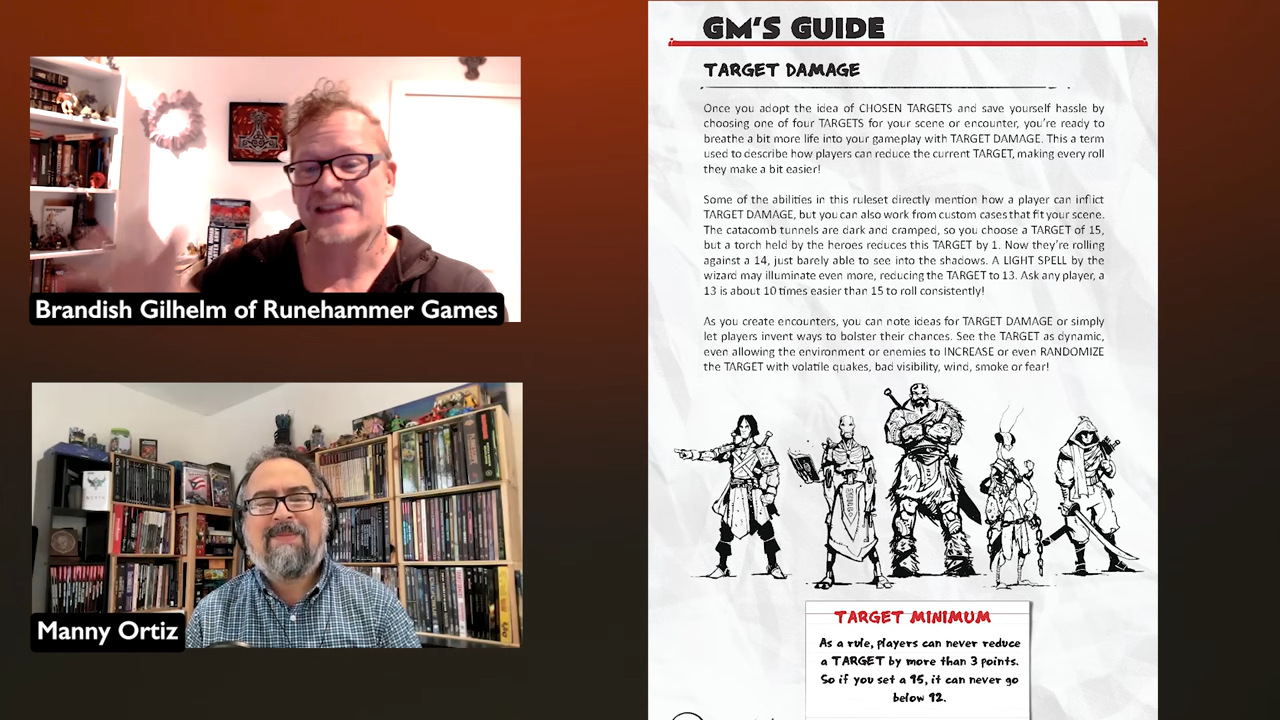 Brandish Gilhelm of Runehammer Games
Manny Ortiz
GM'S GUIDE
TARGET DAMAGE
Once you adopt the idea of CHOSEN TARGETS and save yourself hassle by
choosing one of four TARGETS for your scene or encounter, you're ready to
breathe a bit more life into your gameplay with TARGET DAMAGE. This a term
used to describe how players can reduce the current TARGET, making every roll
they make a bit easier!
Some of the abilities in this ruleset directly mention how a player can inflict
TARGET DAMAGE, but you can also work from custom cases that fit your scene.
The catacomb tunnels are dark and cramped, so you choose a TARGET of 15,
but a torch held by the heroes reduces this TARGET by 1. Now they're rolling
against a 14, just barely able to see into the shadows. A LIGHT SPELL by the
wizard may illuminate even more, reducing the TARGET to 13. Ask any player, a
13 is about 10 times easier than 15 to roll consistently!
As you create encounters, you can note ideas for TARGET DAMAGE or simply
let players invent ways to bolster their chances. See the TARGET as dynamic,
even allowing the environment or enemies to INCREASE or even RANDOMIZE
the TARGET with volatile quakes, bad visibility, wind, smoke or fear!
TARGET MINIMUM
As a rule, players can never reduce
a TARGET by more than 3 points.
So if you set a 15, it can never go
below 12.